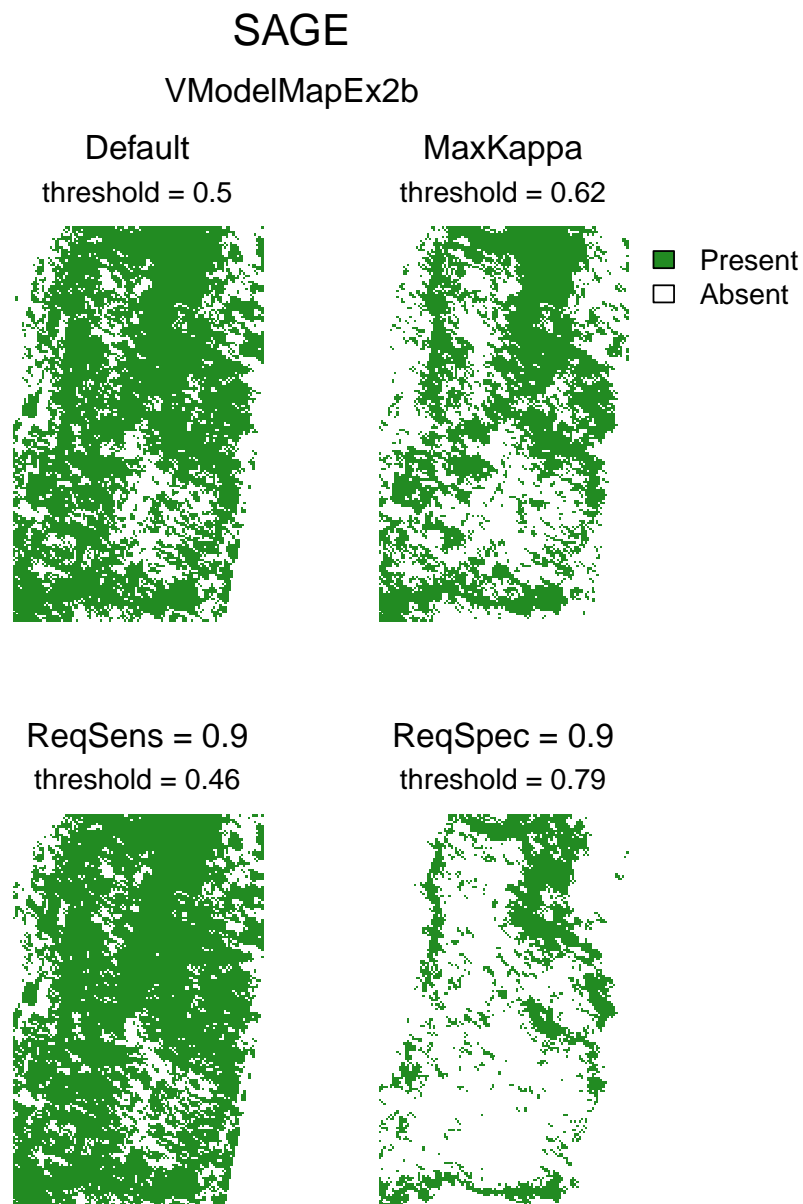 SAGE
VModelMapEx2b
Default
threshold = 0.5
MaxKappa
threshold = 0.62
Present
Absent
ReqSens = 0.9
threshold = 0.46
ReqSpec = 0.9
threshold = 0.79